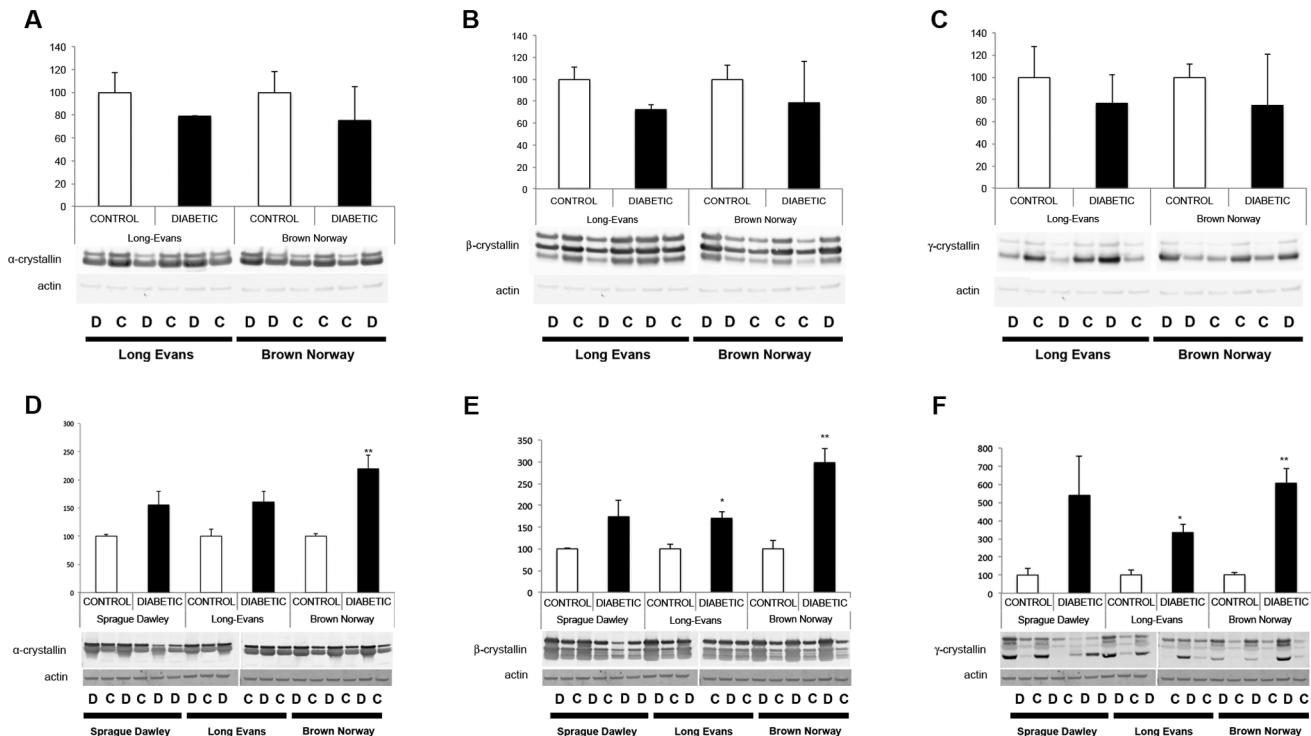 A
140
120
100
80
60
40
20
0
CONTROL DIABETIC CONTROL DIABETIC
Long-Evans Brown Norway
α-crystallin
actin
D C D C D C D D C C C D
Long Evans Brown Norway
B
140
120
100
80
60
40
20
0
CONTROL DIABETIC CONTROL DIABETIC
Long-Evans Brown Norway
β-crystallin
actin
D C D C D C D D C C C D
Long Evans Brown Norway
C
140
120
100
80
60
40
20
0
CONTROL DIABETIC CONTROL DIABETIC
Long-Evans Brown Norway
γ-crystallin
actin
D C D C D C D D C C C D
Long Evans Brown Norway
D
300
250
200
150
100
50
0
**
CONTROL DIABETIC CONTROL DIABETIC CONTROL DIABETIC
Sprague Dawley Long-Evans Brown Norway
α-crystallin
actin
D C D C D D D C D C D C D C D C
Sprague Dawley Long Evans Brown Norway
E
350
300
250
200
150
100
50
0
* **
CONTROL DIABETIC CONTROL DIABETIC CONTROL DIABETIC
Sprague Dawley Long-Evans Brown Norway
β-crystallin
actin
D C D C D D D C D C D C D C D C
Sprague Dawley Long Evans Brown Norway
F
800
700
600
500
400
300
200
100
0
* **
CONTROL DIABETIC CONTROL DIABETIC CONTROL DIABETIC
Sprague Dawley Long-Evans Brown Norway
γ-crystallin
actin
D C D C D D D C D C D C D C D C
Sprague Dawley Long Evans Brown Norway